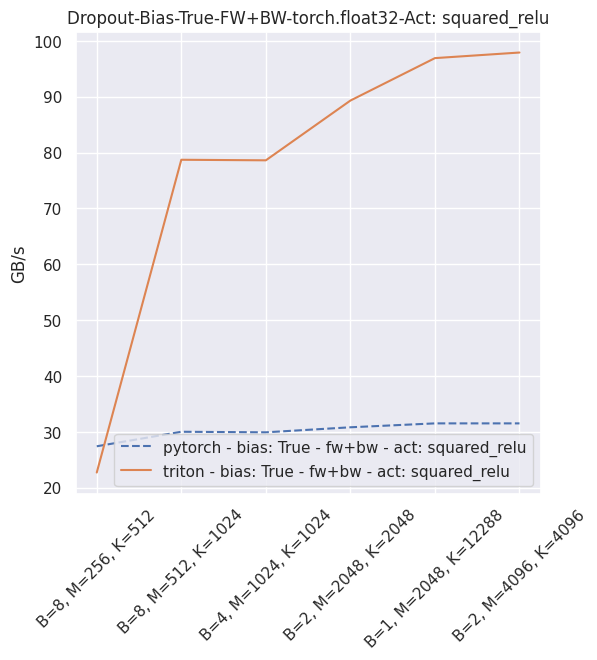 Dropout-Bias-True-FW+BW-torch.float32-Act: squared_relu
GB/s
100
90
80
70
60
50
40
30
20
pytorch - bias: True - fw+bw - act: squared_relu
triton - bias: True - fw+bw - act: squared_relu
B=8, M=256, K=512
B=8, M=512, K=1024
B=4, M=1024, K=1024
B=2, M=2048, K=2048
B=1, M=2048, K=12288
B=2, M=4096, K=4096